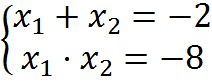 x₁ + x₂ = −2
x₁ · x₂ = −8